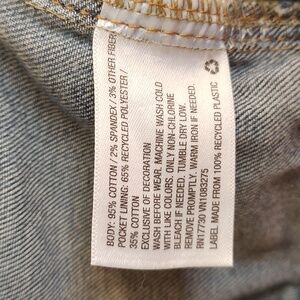 BODY: 95% COTTON / 2% SPANDEX / 3% OTHER FIBER
POCKET LINING: 65% RECYCLED POLYESTER /
35% COTTON
EXCLUSIVE OF DECORATION
WASH BEFORE WEAR. MACHINE WASH COLD
WITH LIKE COLORS. ONLY NON-CHLORINE
BLEACH IF NEEDED. TUMBLE DRY LOW.
REMOVE PROMPTLY. WARM IRON IF NEEDED.
RN17730 VN1083275
LABEL MADE FROM 100% RECYCLED PLASTIC